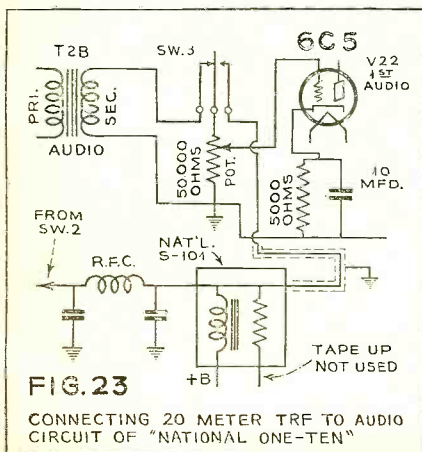 T2B
SW.3
6C5
V22
1ST
AUDIO
PRI.
SEC.
AUDIO
50,000
OHMS
POT.
5000
OHMS
10
MFD.
FROM
SW.2
R.F.C.
NAT'L.
S-101
+B
TAPE UP
NOT USED
FIG.23
CONNECTING 20 METER TRF TO AUDIO
CIRCUIT OF "NATIONAL ONE-TEN"